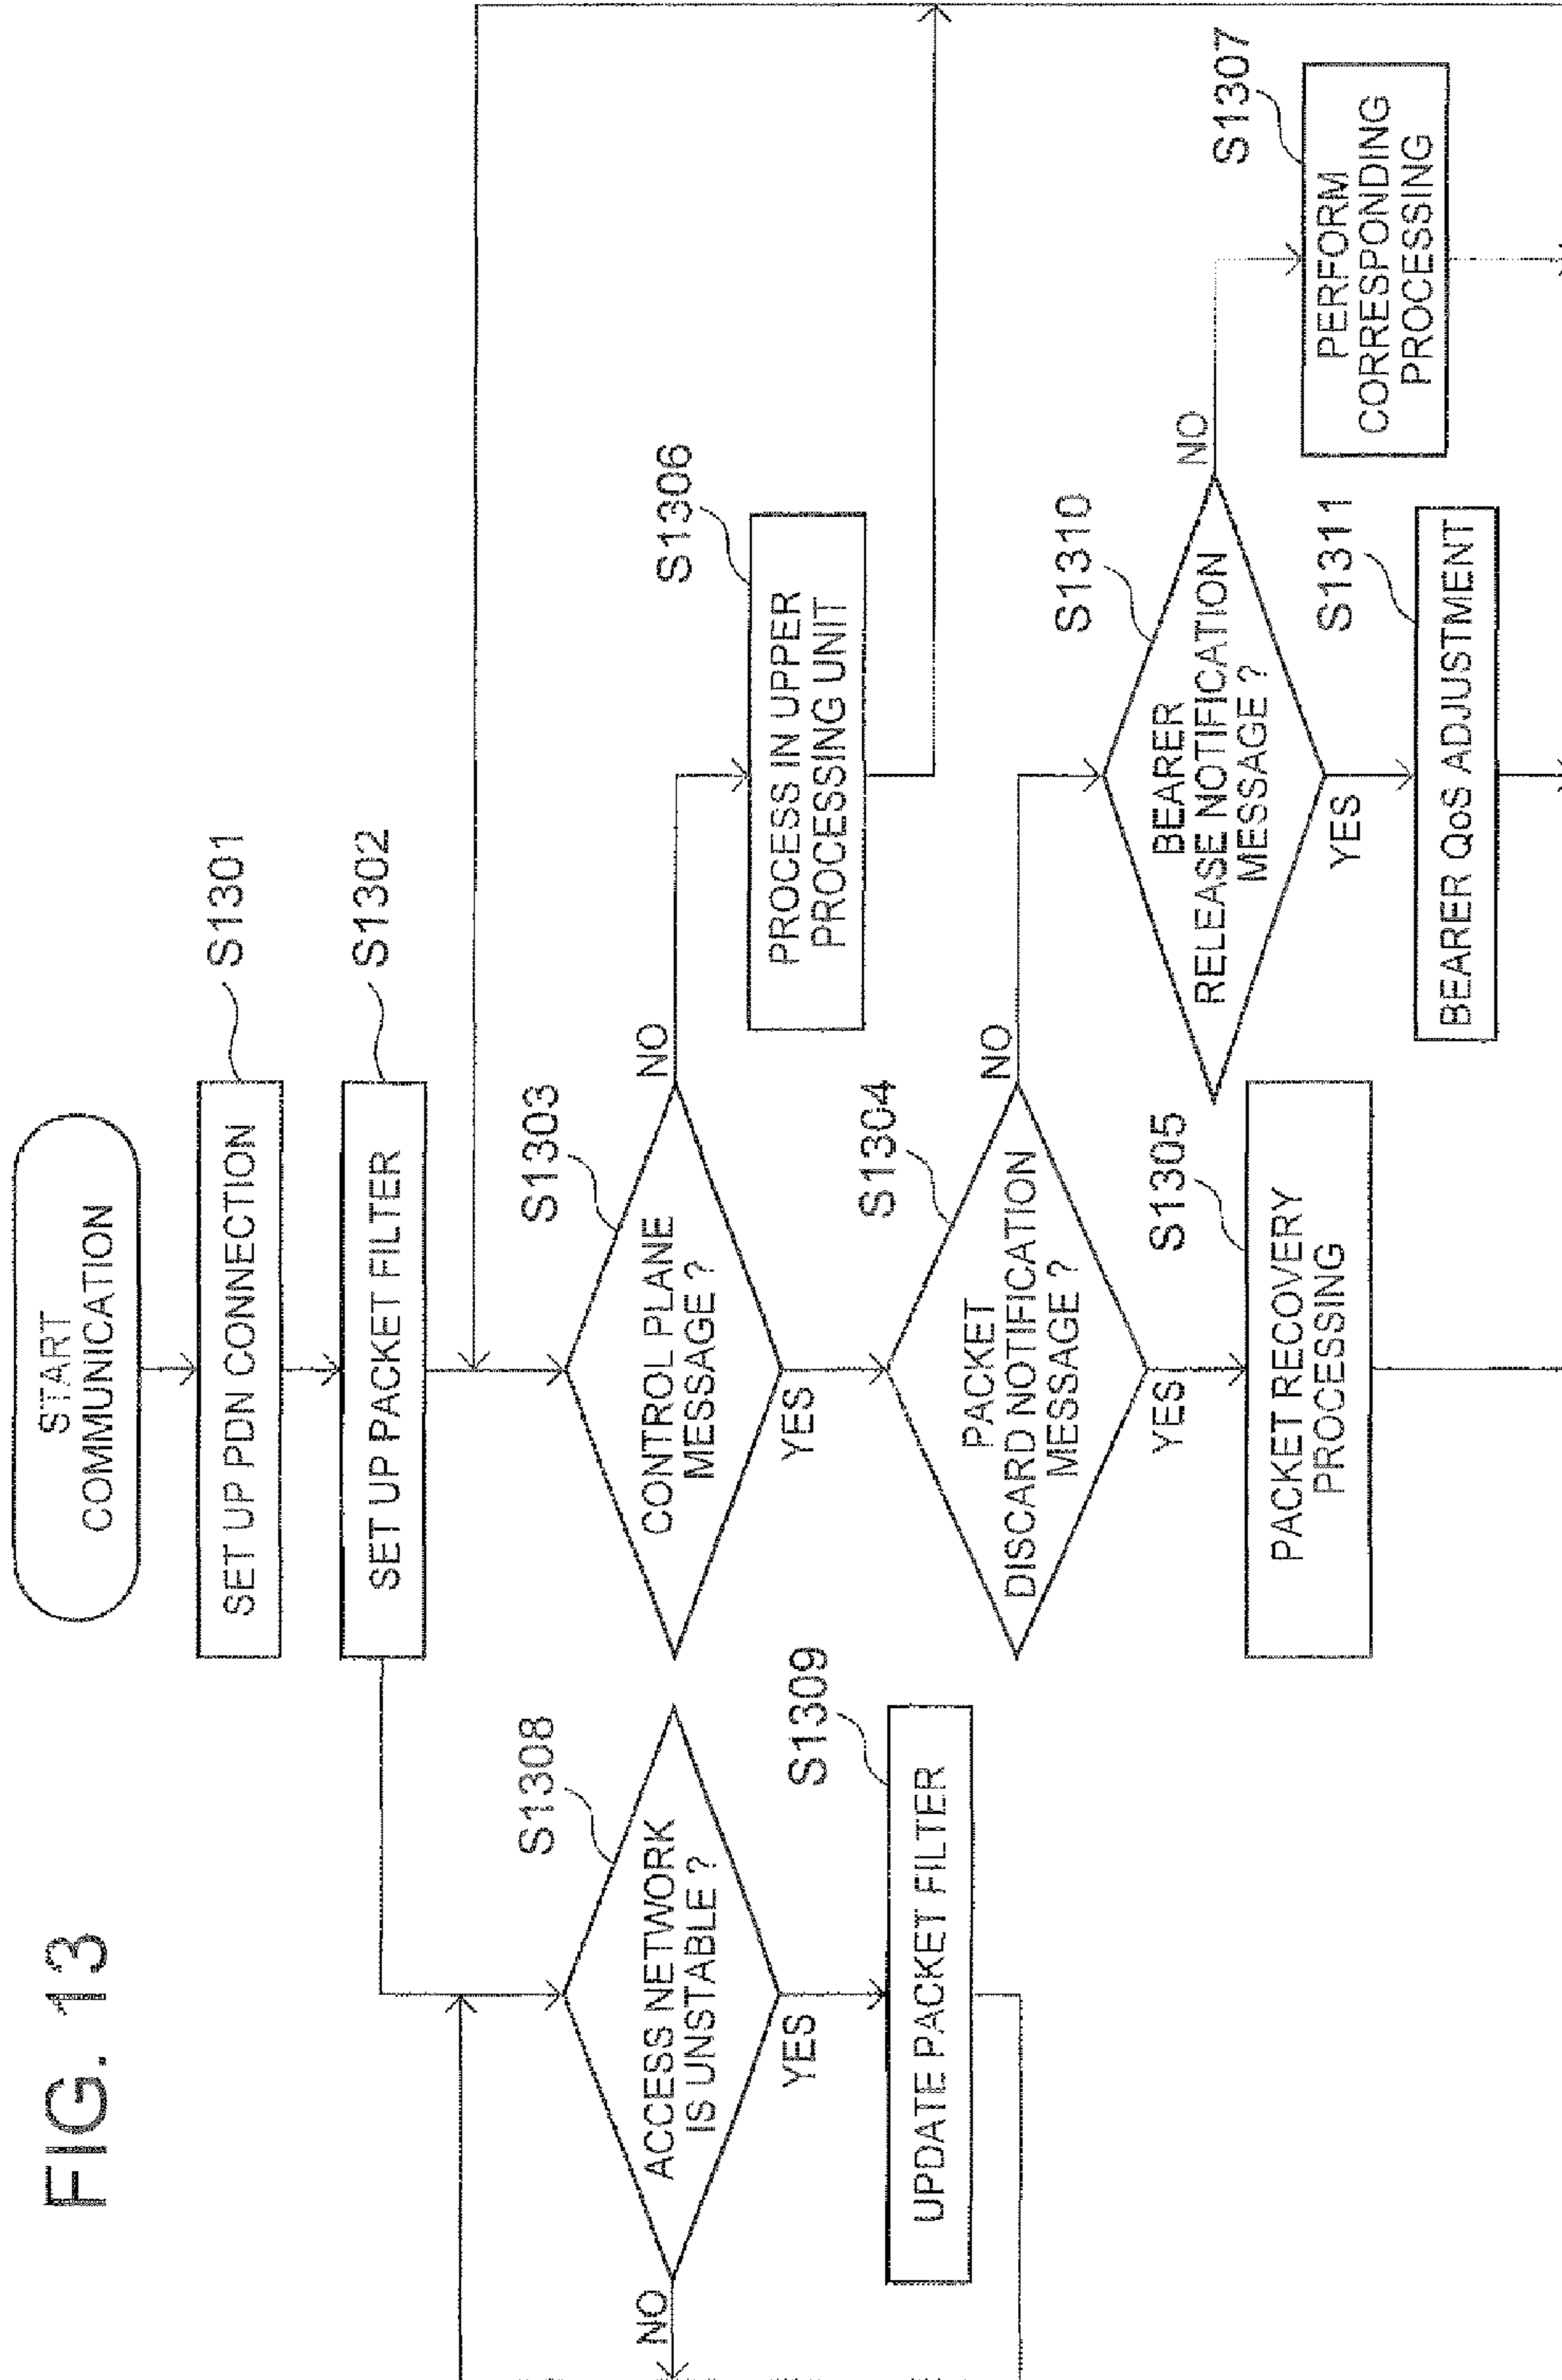 FIG. 13
START
COMMUNICATION
SET UP PDN CONNECTION
S1301
SET UP PACKET FILTER
S1302
ACCESS NETWORK
IS UNSTABLE ?
S1308
NO
YES
UPDATE PACKET FILTER
S1309
CONTROL PLANE
MESSAGE ?
S1303
NO
YES
PROCESS IN UPPER
PROCESSING UNIT
S1306
PACKET
DISCARD NOTIFICATION
MESSAGE ?
S1304
NO
YES
PACKET RECOVERY
PROCESSING
S1305
BEARER
RELEASE NOTIFICATION
MESSAGE ?
S1310
NO
YES
PERFORM
CORRESPONDING
PROCESSING
S1307
BEARER QoS ADJUSTMENT
S1311